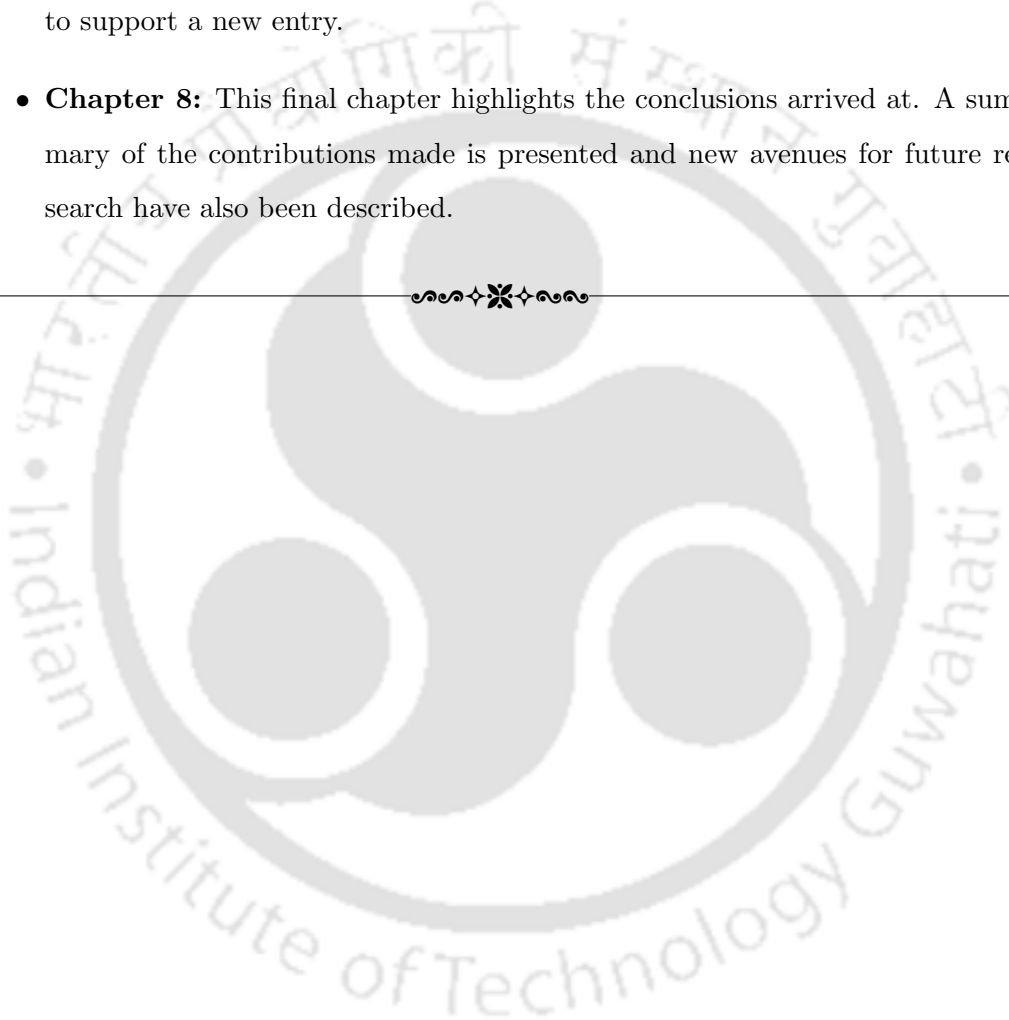 to support a new entry.
• Chapter 8: This final chapter highlights the conclusions arrived at. A sum
mary of the contributions made is presented and new avenues for future re
search have also been described.
भारतीय प्रौद्योगिकी संस्थान गुवाहाटी
• Indian Institute of Technology Guwahati •